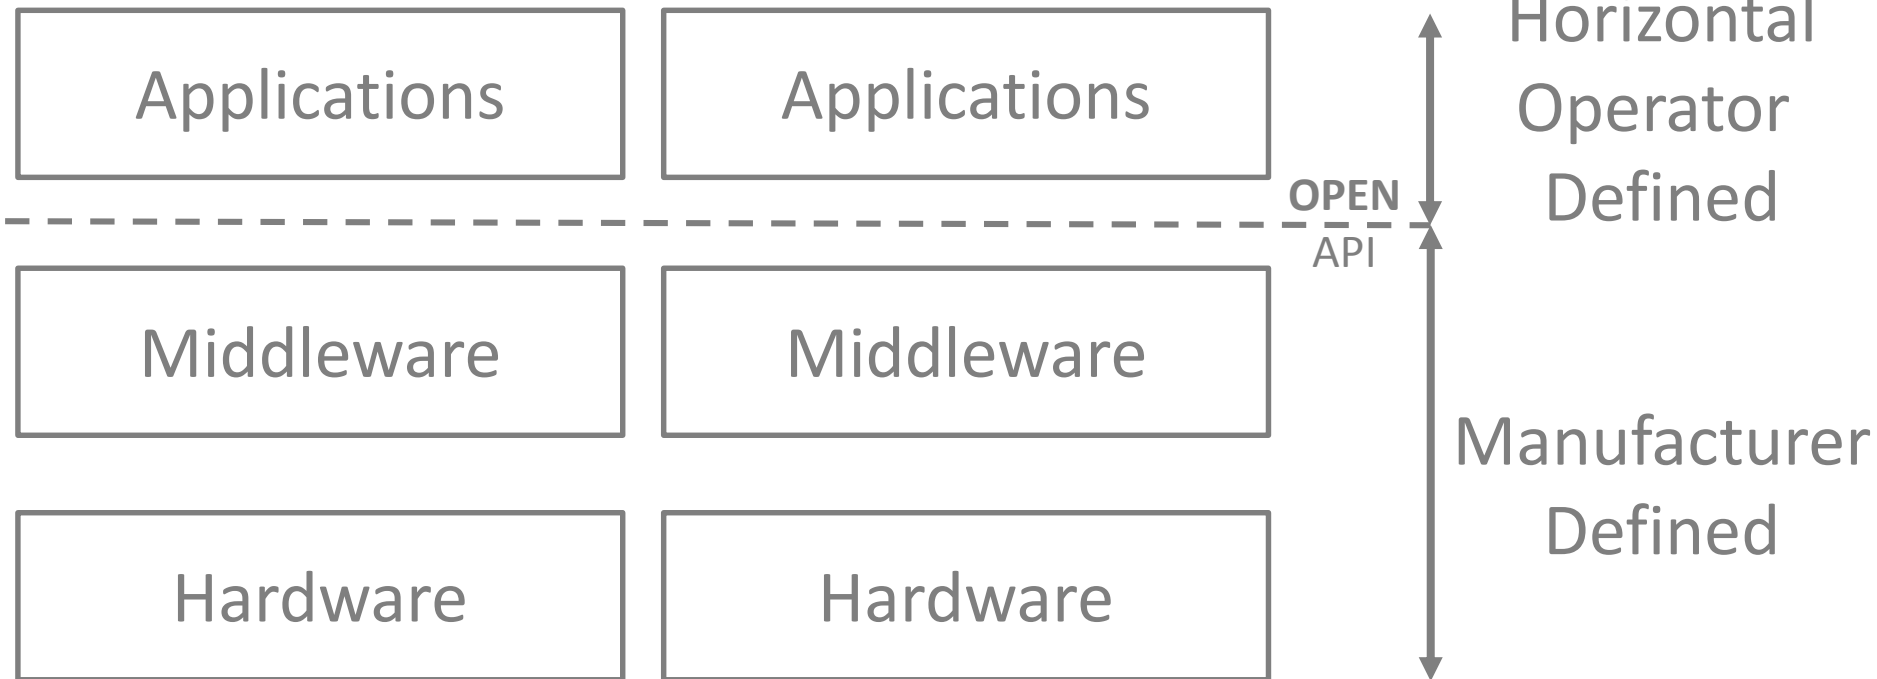 Applications Applications
Horizontal
Operator
Defined
OPEN
API
Middleware Middleware
Manufacturer
Defined
Hardware Hardware